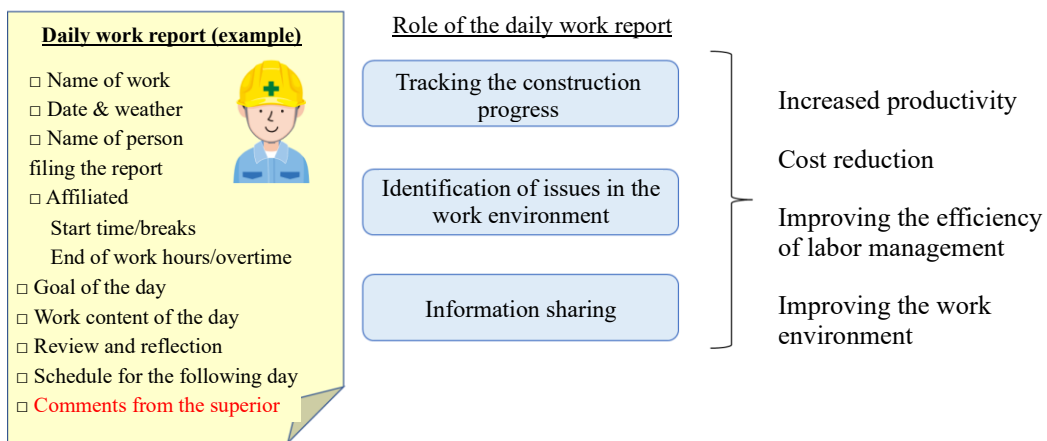 Daily work report (example)
□ Name of work
□ Date & weather
□ Name of person
filing the report
□ Affiliated
Start time/breaks
End of work hours/overtime
□ Goal of the day
□ Work content of the day
□ Review and reflection
□ Schedule for the following day
□ Comments from the superior
Role of the daily work report
Tracking the construction
progress
Identification of issues in the
work environment
Information sharing
Increased productivity
Cost reduction
Improving the efficiency
of labor management
Improving the work
environment